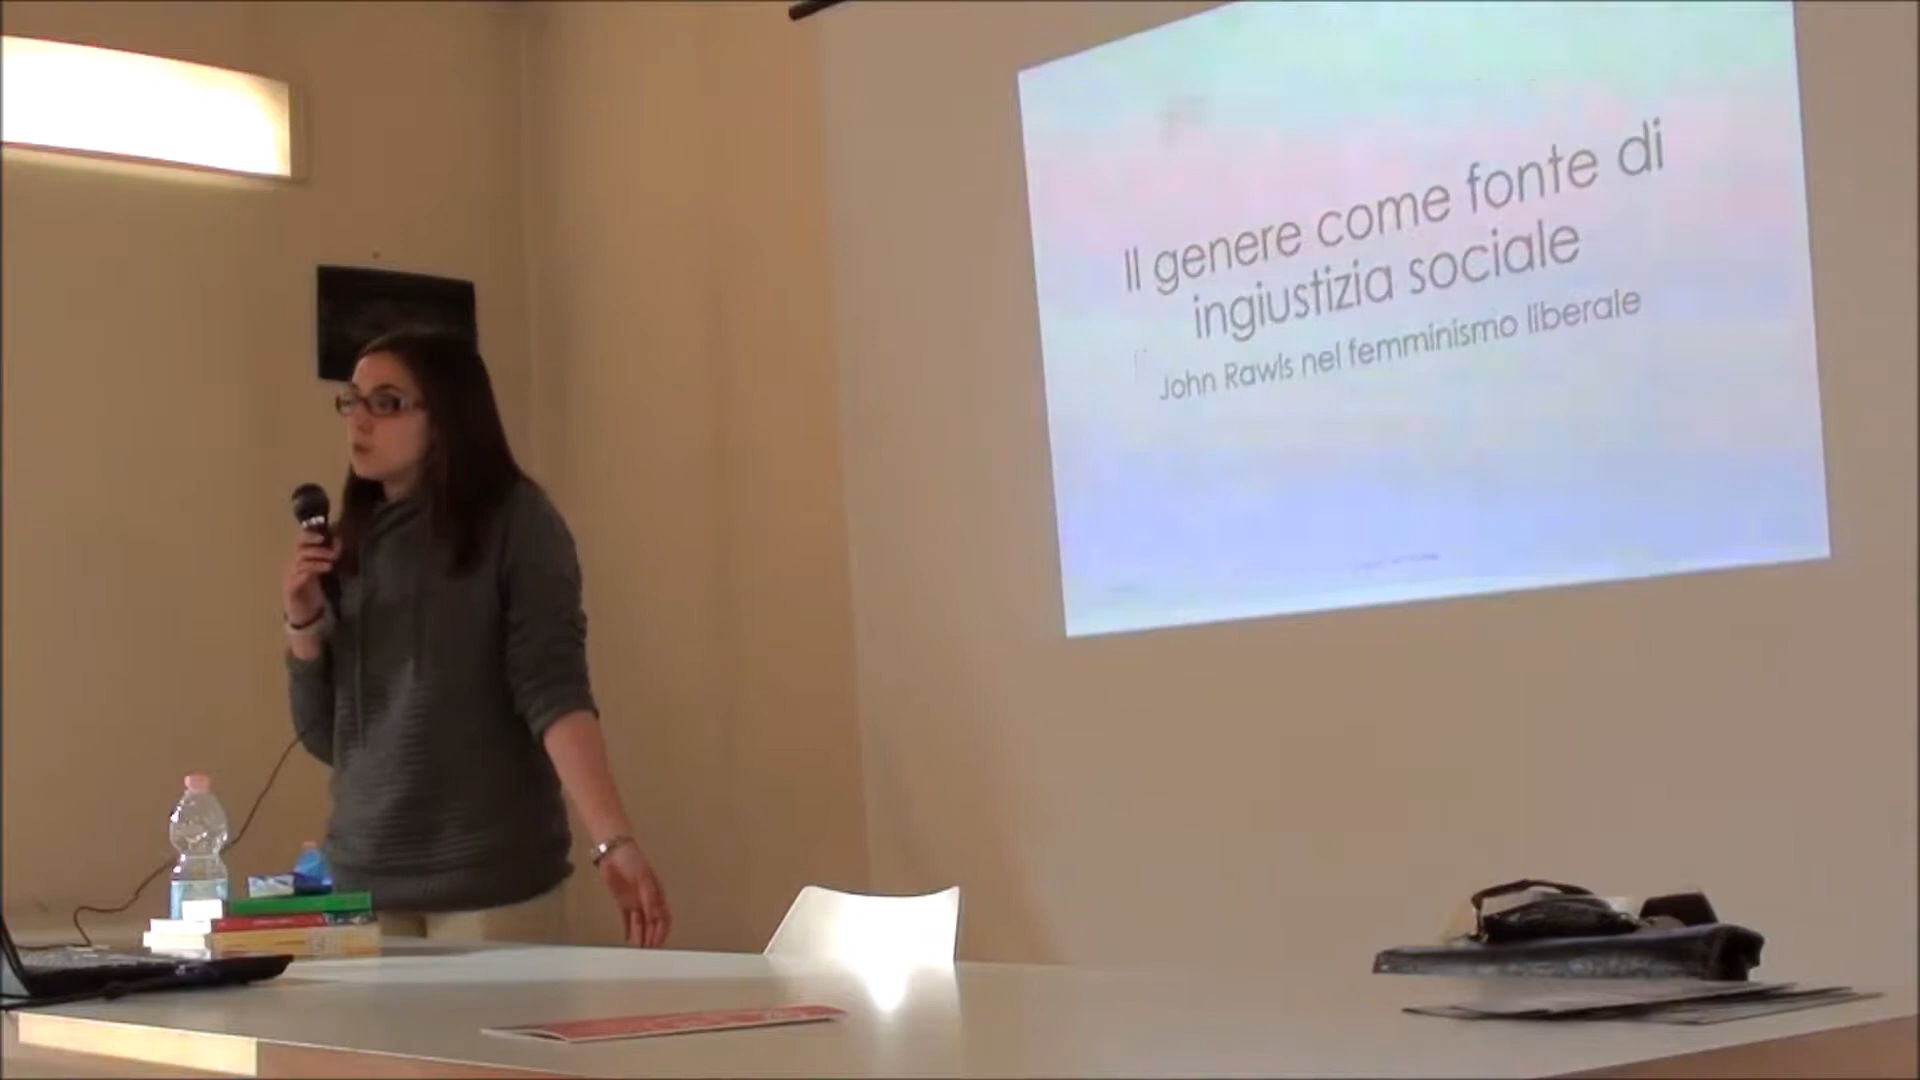 Il genere come fonte di
ingiustizia sociale
John Rawls nel femminismo liberale